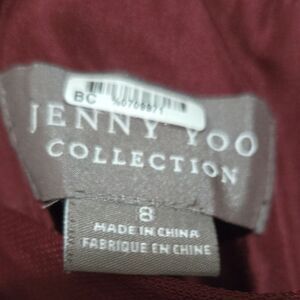 BC
JENNY YOO
COLLECTION
8
MADE IN CHINA
FABRIQUE EN CHINE